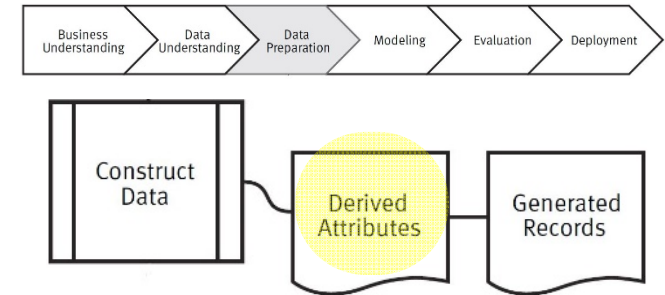 Business
Understanding
Data
Understanding
Data
Preparation
Modeling
Evaluation
Deployment
Construct
Data
Derived
Attributes
Generated
Records